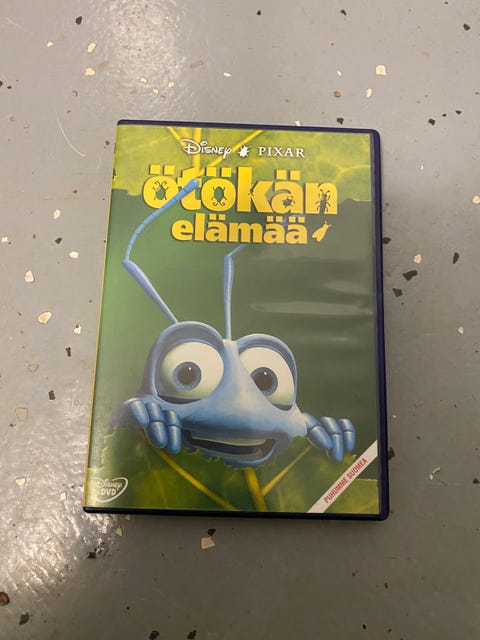 Disney PIXAR
ötökän
elämää
PUHUMME SUOMEA
Disney
DVD